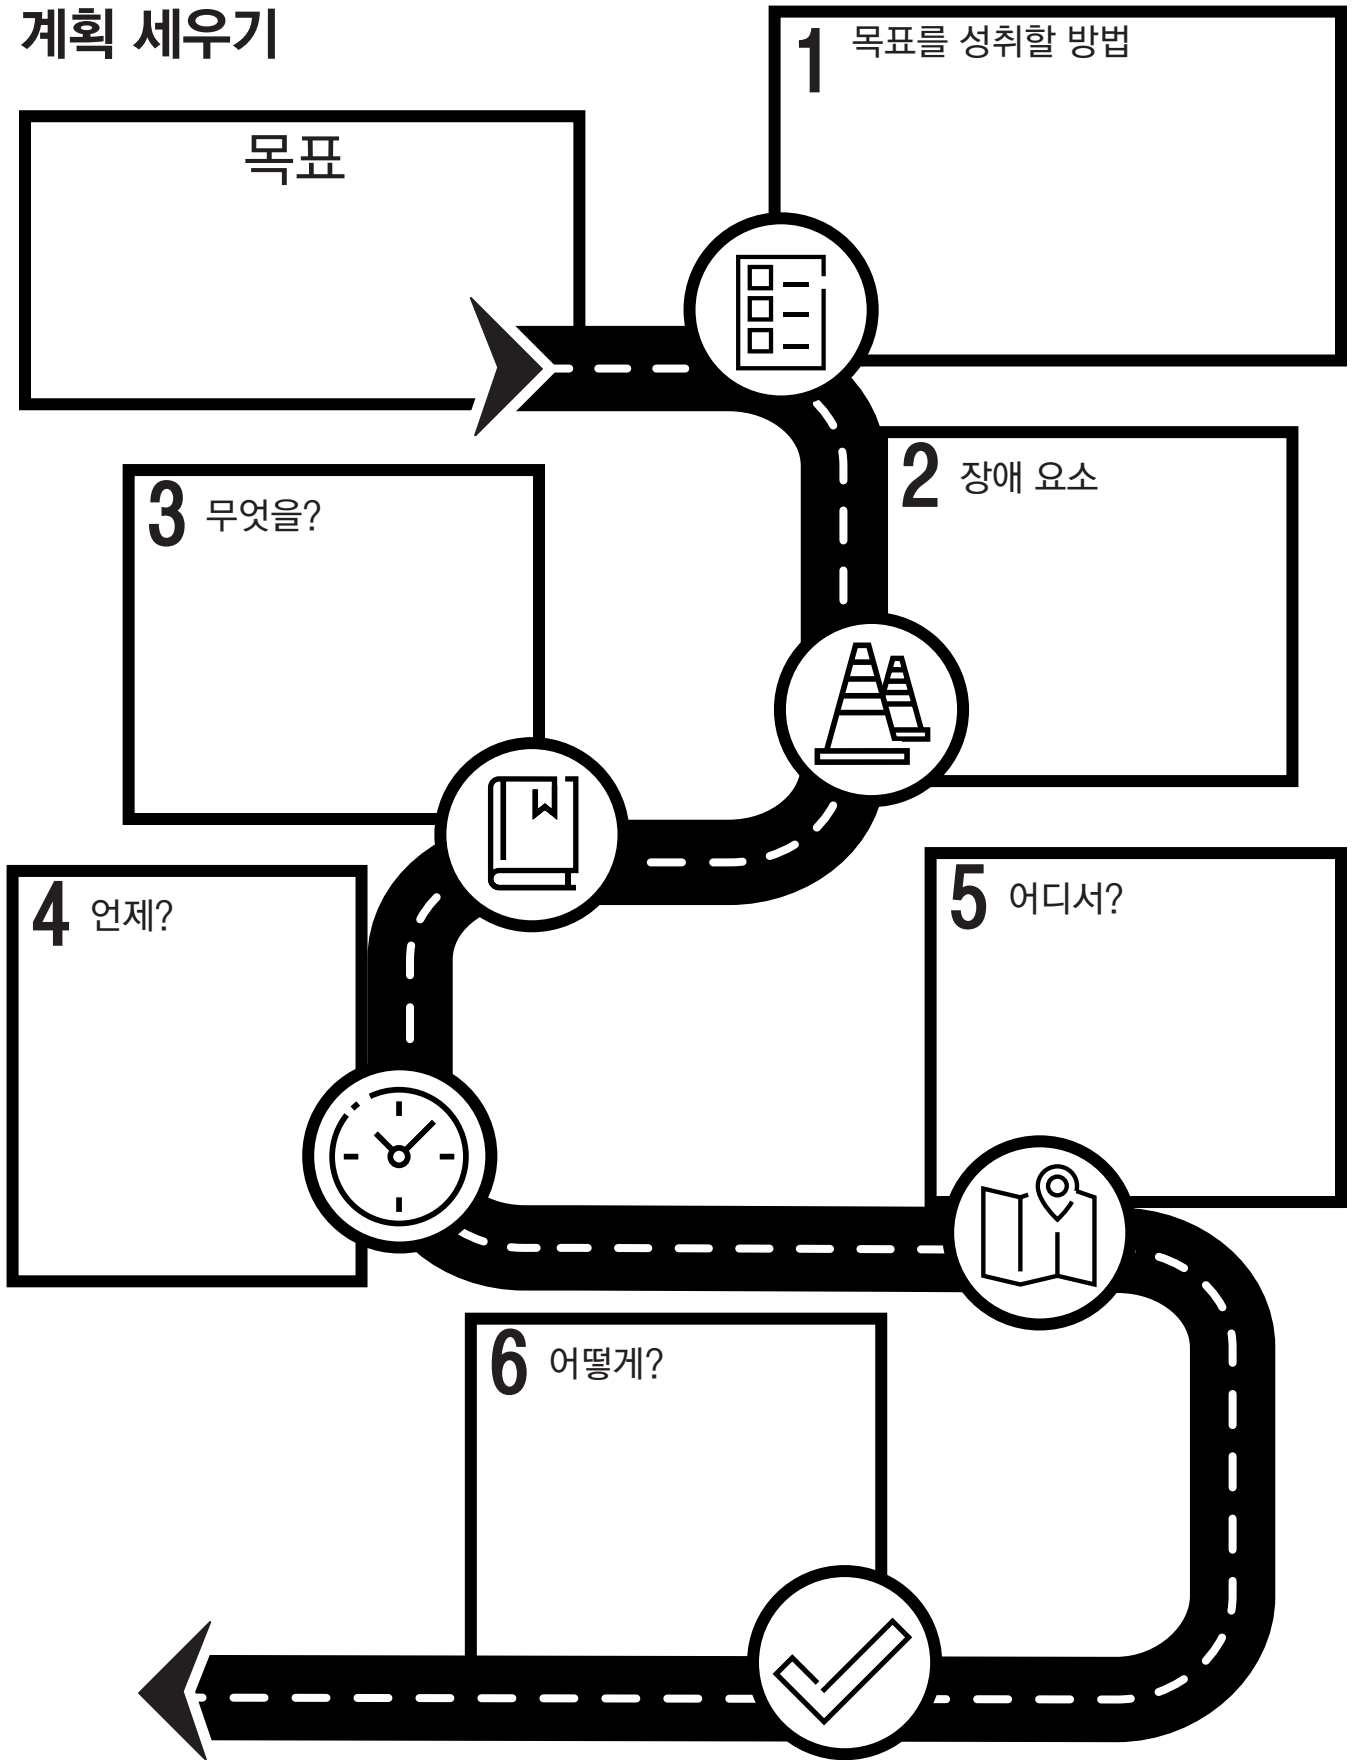 계획 세우기
목표
1 목표를 성취할 방법
2 장애 요소
3 무엇을?
4 언제?
5 어디서?
6 어떻게?